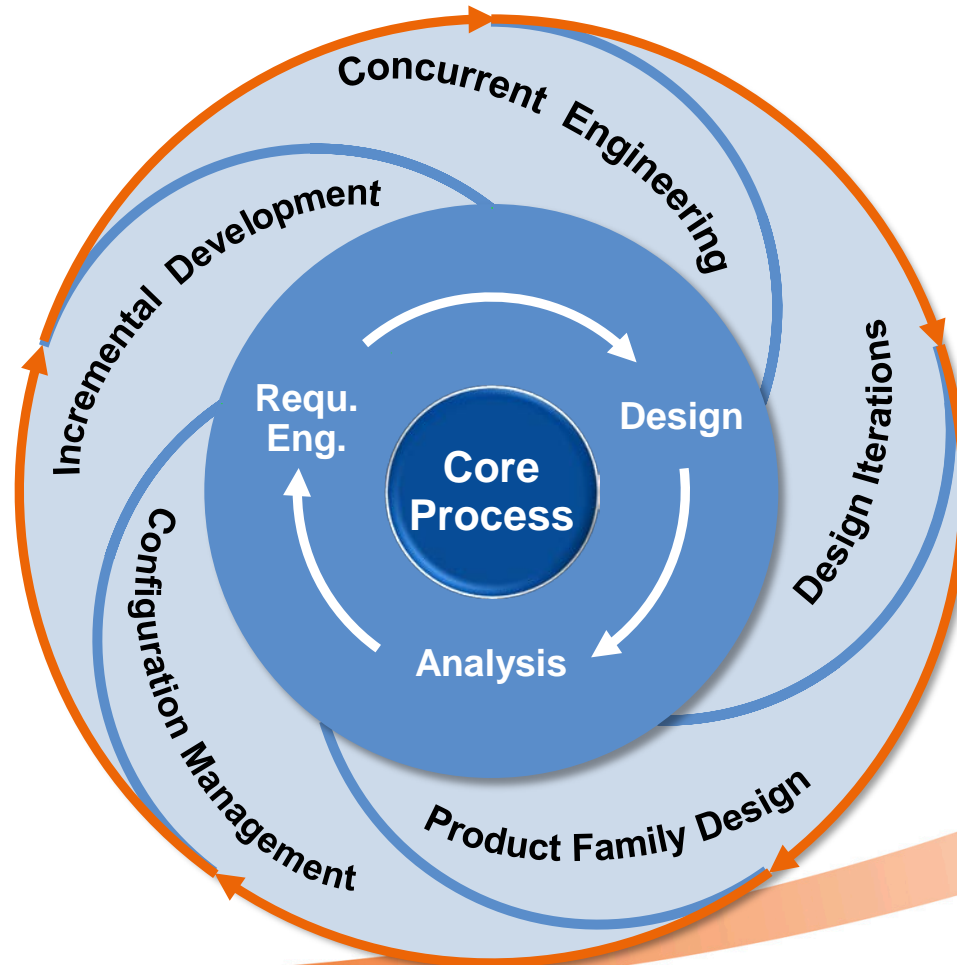 Concurrent Engineering
Incremental Development
Design Iterations
Configuration Management
Product Family Design
Requ.
Eng.
Design
Core
Process
Analysis